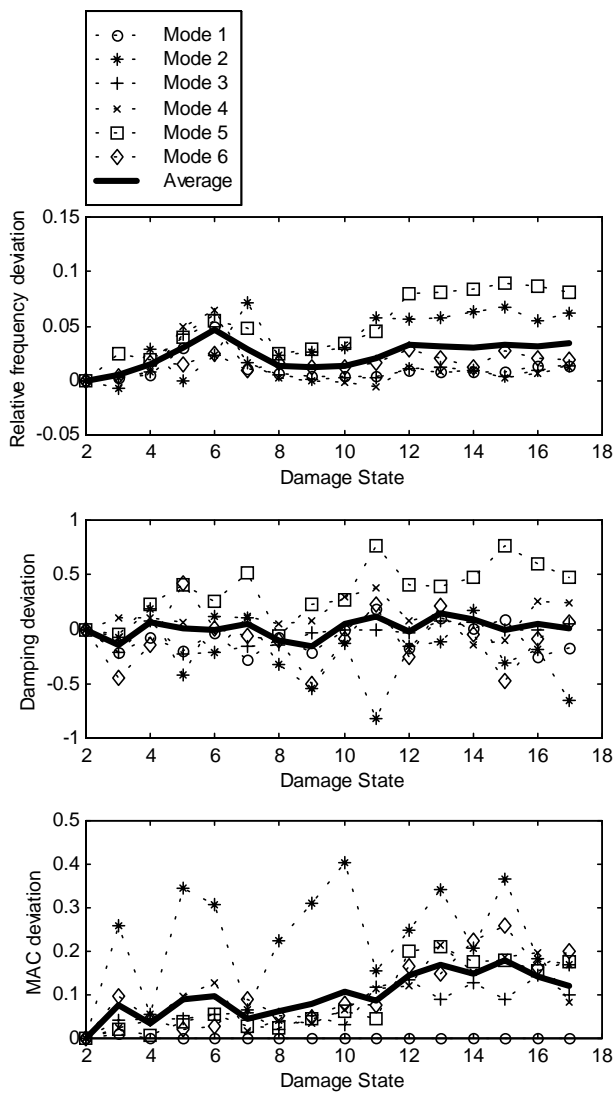 Mode 1
Mode 2
Mode 3
Mode 4
Mode 5
Mode 6
Average
Relative frequency deviation
0.15
0.1
0.05
0
-0.05
2 4 6 8 10 12 14 16 18
Damage State
Damping deviation
1
0.5
0
-0.5
-1
2 4 6 8 10 12 14 16 18
Damage State
MAC deviation
0.5
0.4
0.3
0.2
0.1
0
2 4 6 8 10 12 14 16 18
Damage State